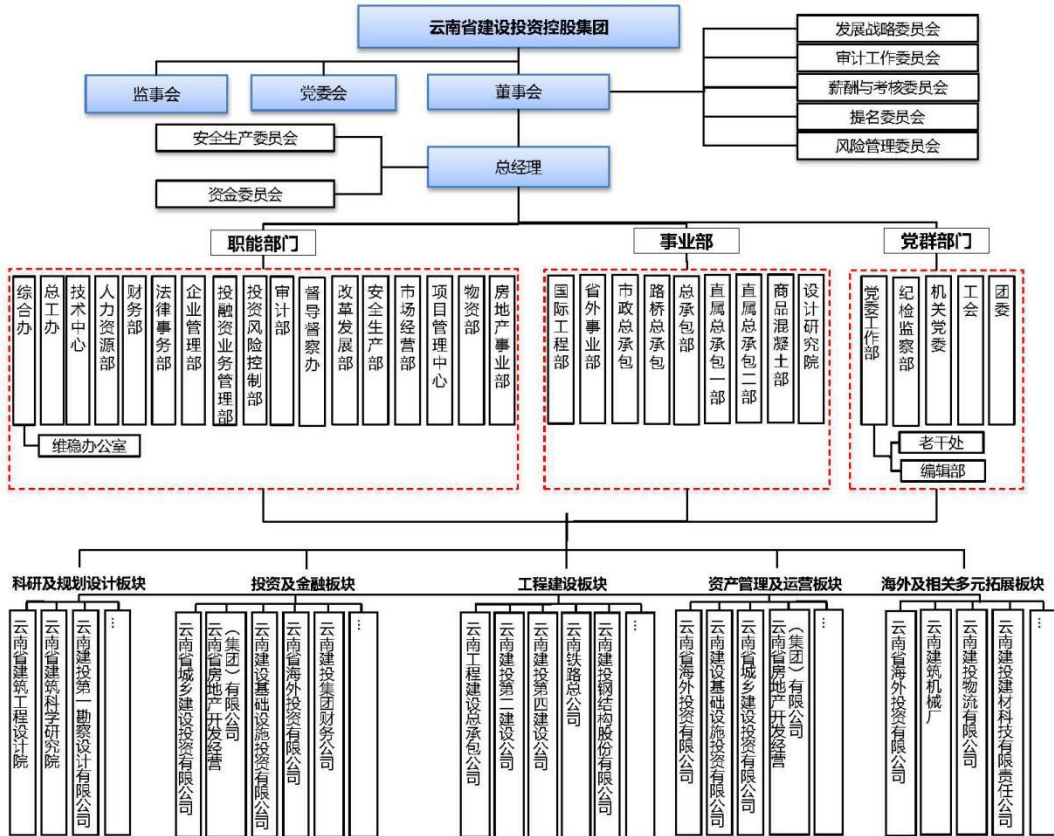 云南省建设投资控股集团
发展战略委员会
审计工作委员会
薪酬与考核委员会
提名委员会
风险管理委员会
监事会
党委会
董事会
安全生产委员会
资金委员会
总经理
职能部门
事业部
党群部门
综合办
总工办
技术中心
人力资源部
财务部
法律事务部
企业管理部
投融资业务管理部
投资风险控制部
审计部
督导督察办
改革发展部
安全生产部
市场经营部
项目管理中心
物资部
房地产事业部
维稳办公室
国际工程部
省外事业部
市政总承包
路桥总承包
总承包部
直属总承包一部
直属总承包二部
商品混凝土部
设计研究院
党委工作部
纪检监察部
机关党委
工会
团委
老干处
编辑部
科研及规划设计板块
投资及金融板块
工程建设板块
资产管理及运营板块
海外及相关多元拓展板块
云南省建筑工程设计院
云南省建筑科学研究院
云南建投第一勘察设计有限公司
…
云南省城乡建设投资有限公司
云南省房地产开发经营
（集团）有限公司
云南建设基础设施投资有限公司
云南省海外投资有限公司
云南建投集团财务公司
…
云南工程建设总承包公司
云南建投第二建设公司
云南建投第四建设公司
云南铁路总公司
云南建投钢结构股份有限公司
…
云南省海外投资有限公司
云南建设基础设施投资有限公司
云南省城乡建设投资有限公司
云南省房地产开发经营
（集团）有限公司
…
云南省海外投资有限公司
云南建筑机械厂
云南建投物流有限公司
云南建投建材科技有限责任公司
…